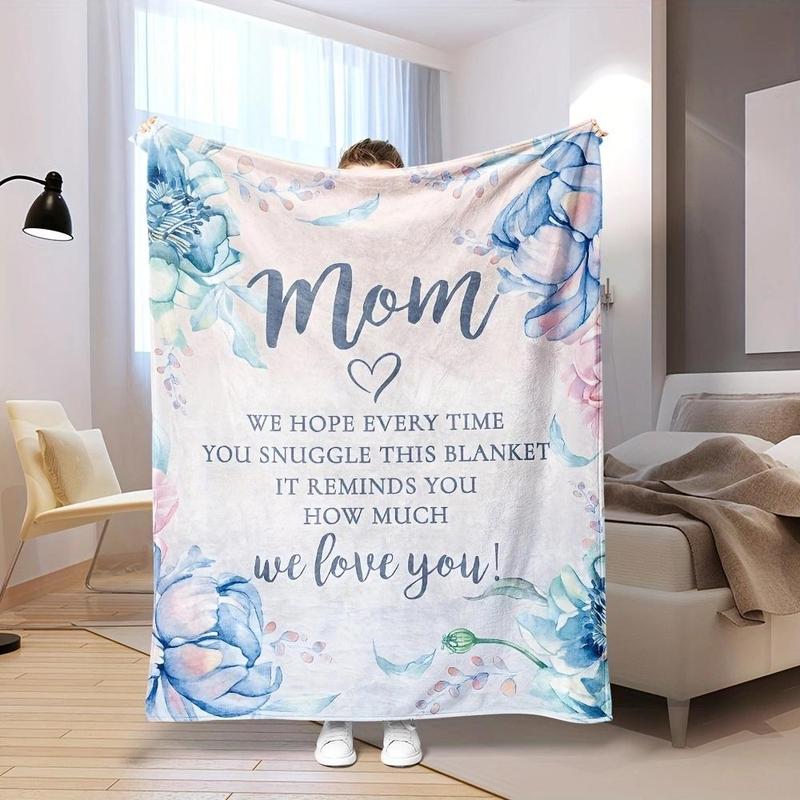 Mom
WE HOPE EVERY TIME
YOU SNUGGLE THIS BLANKET
IT REMINDS YOU
HOW MUCH
we love you!